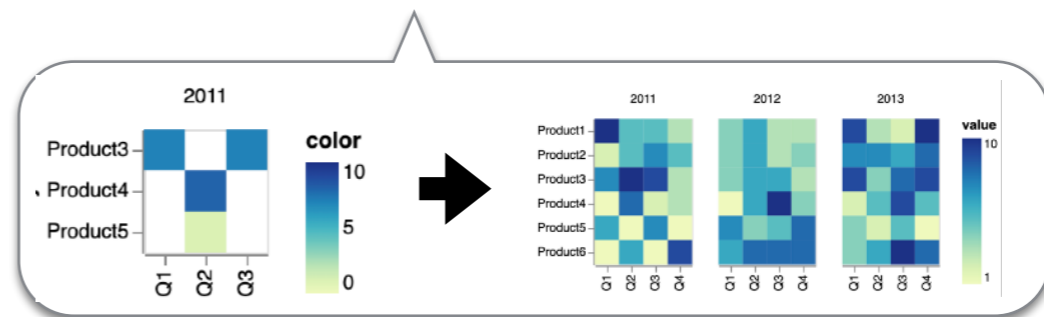 2011
color
Product3
Product4
Product5
10
5
0
Q1 Q2 Q3
2011 2012 2013
value
Product1
Product2
Product3
Product4
Product5
Product6
10
1
Q1 Q2 Q3 Q4 Q1 Q2 Q3 Q4 Q1 Q2 Q3 Q4